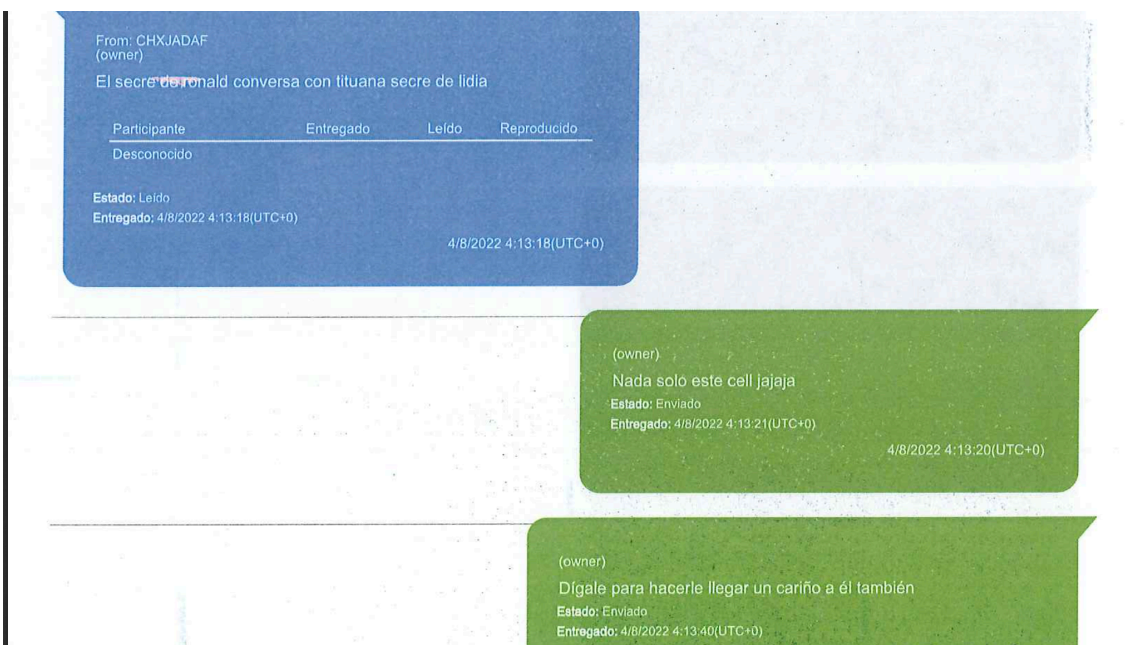 From: CHXJADAF
(owner)
El secre de ronald conversa con tituana secre de lidia
Participante Entregado Leído Reproducido
Desconocido
Estado: Leído
Entregado: 4/8/2022 4:13:18(UTC+0)
4/8/2022 4:13:18(UTC+0)
(owner)
Nada solo este cell jajaja
Estado: Enviado
Entregado: 4/8/2022 4:13:21(UTC+0)
4/8/2022 4:13:20(UTC+0)
(owner)
Dígale para hacerle llegar un cariño a él también
Estado: Enviado
Entregado: 4/8/2022 4:13:40(UTC+0)